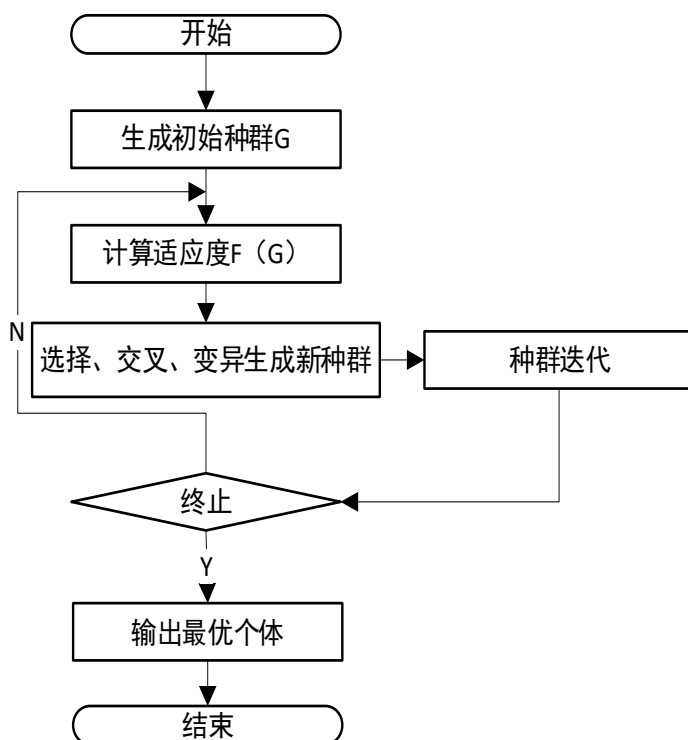 开始
生成初始种群G
计算适应度F（G）
N
选择、交叉、变异生成新种群
种群迭代
终止
Y
输出最优个体
结束